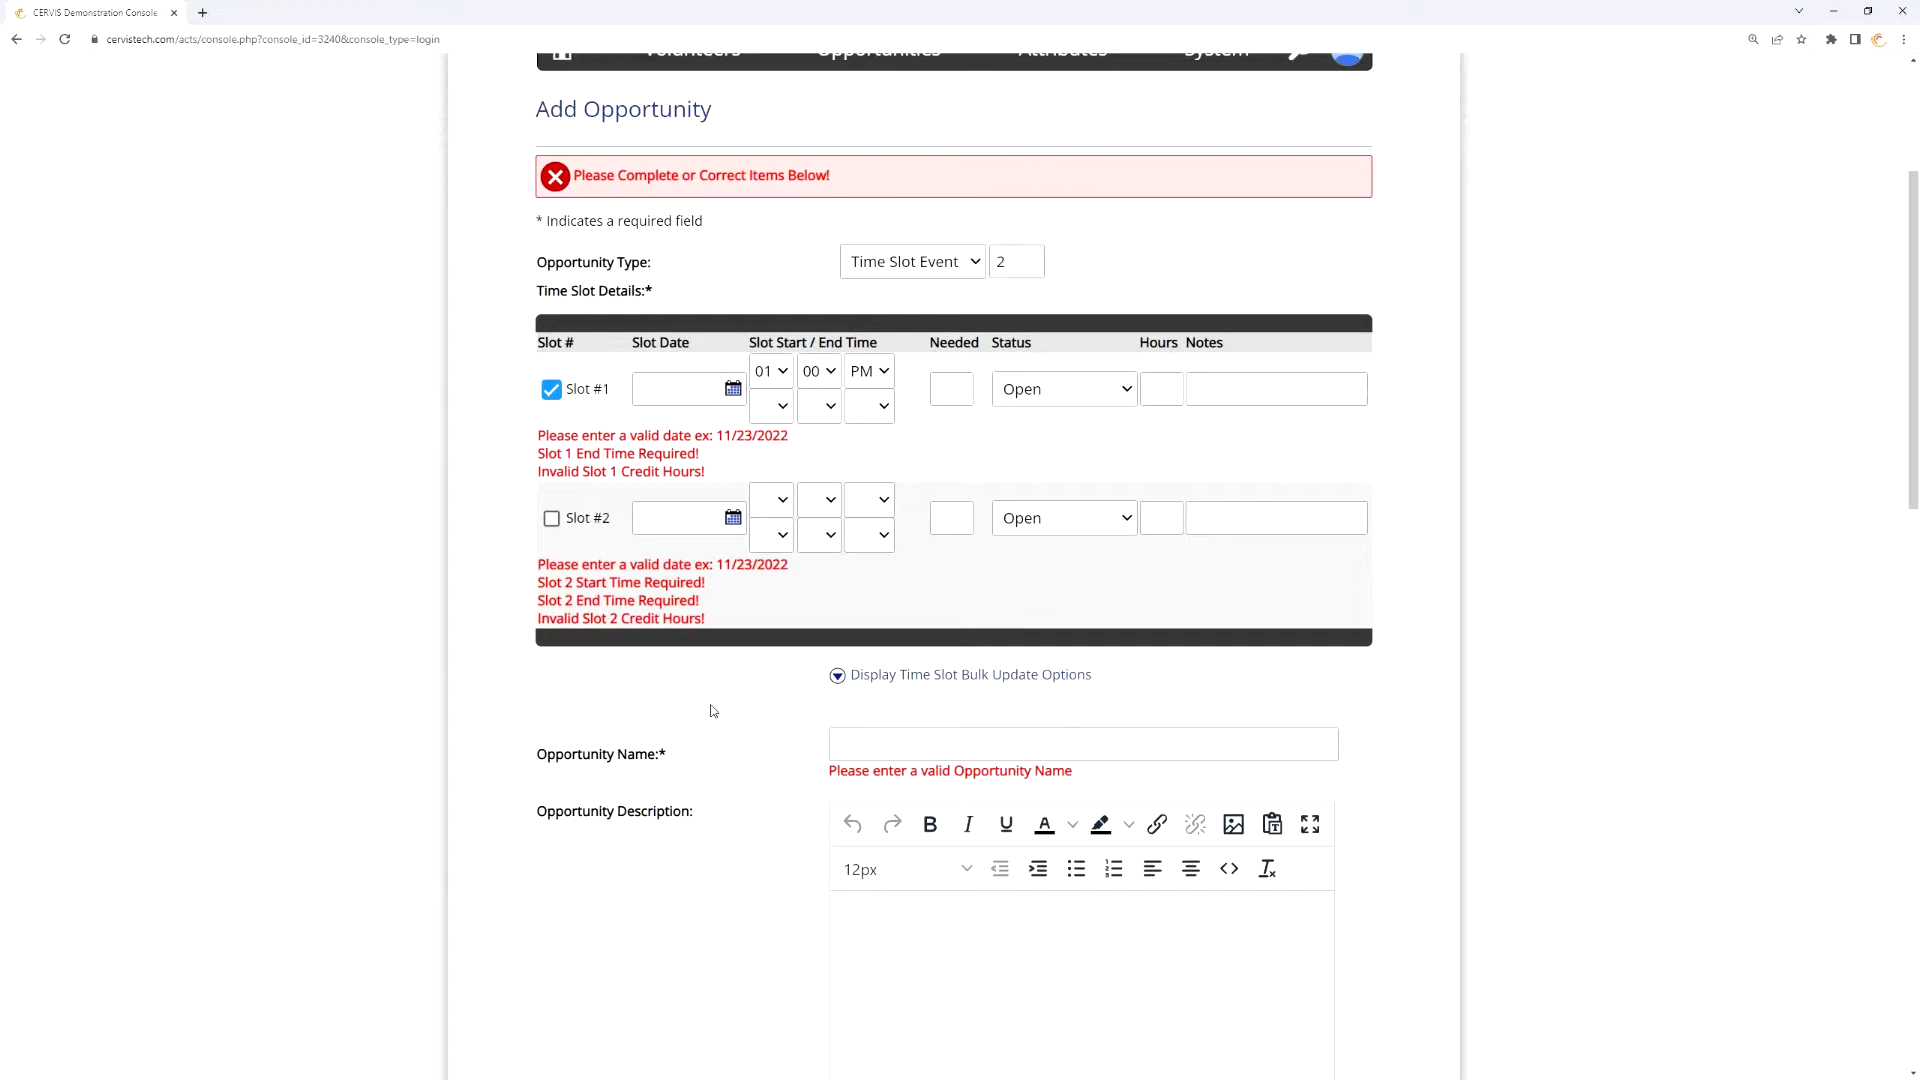 CERVIS Demonstration Console
cervistech.com/acts/console.php?console_id=3240&console_type=login
Volunteers Opportunities Attributes System
Add Opportunity
Please Complete or Correct Items Below!
* Indicates a required field
Opportunity Type: Time Slot Event 2
Time Slot Details:*
Slot # Slot Date Slot Start / End Time Needed Status Hours Notes
01 00 PM
Slot #1 Open
Please enter a valid date ex: 11/23/2022
Slot 1 End Time Required!
Invalid Slot 1 Credit Hours!
Slot #2 Open
Please enter a valid date ex: 11/23/2022
Slot 2 Start Time Required!
Slot 2 End Time Required!
Invalid Slot 2 Credit Hours!
Display Time Slot Bulk Update Options
Opportunity Name:*
Please enter a valid Opportunity Name
Opportunity Description:
12px